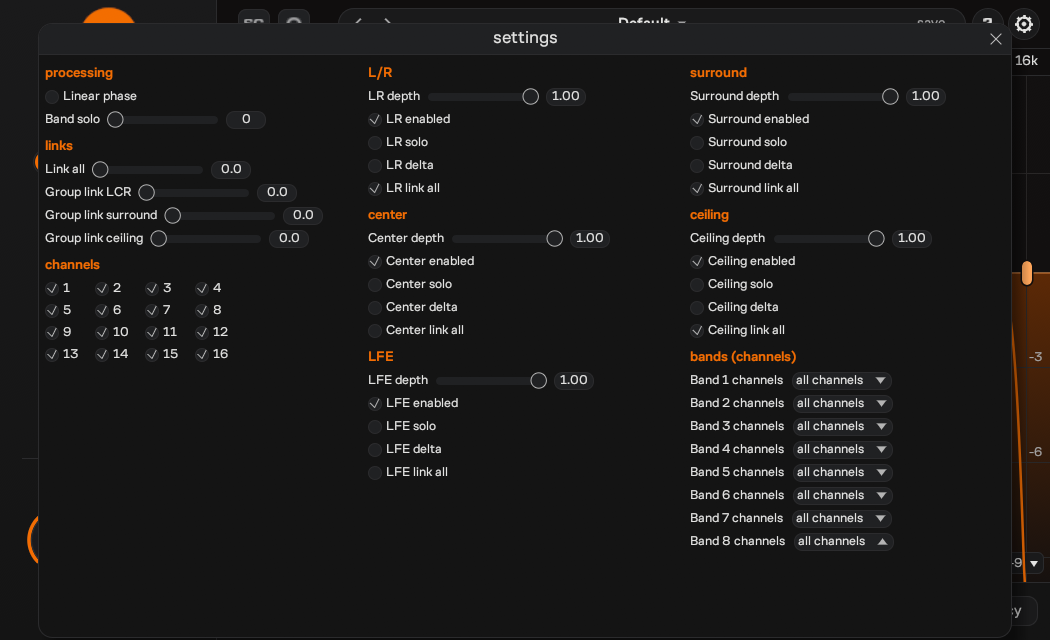 Default
save
?
settings
16k
processing
Linear phase
Band solo 0
links
Link all 0.0
Group link LCR 0.0
Group link surround 0.0
Group link ceiling 0.0
channels
1 2 3 4
5 6 7 8
9 10 11 12
13 14 15 16
L/R
LR depth 1.00
LR enabled
LR solo
LR delta
LR link all
center
Center depth 1.00
Center enabled
Center solo
Center delta
Center link all
LFE
LFE depth 1.00
LFE enabled
LFE solo
LFE delta
LFE link all
surround
Surround depth 1.00
Surround enabled
Surround solo
Surround delta
Surround link all
ceiling
Ceiling depth 1.00
Ceiling enabled
Ceiling solo
Ceiling delta
Ceiling link all
bands (channels)
Band 1 channels all channels
Band 2 channels all channels
Band 3 channels all channels
Band 4 channels all channels
Band 5 channels all channels
Band 6 channels all channels
Band 7 channels all channels
Band 8 channels all channels
-3
-6
-9